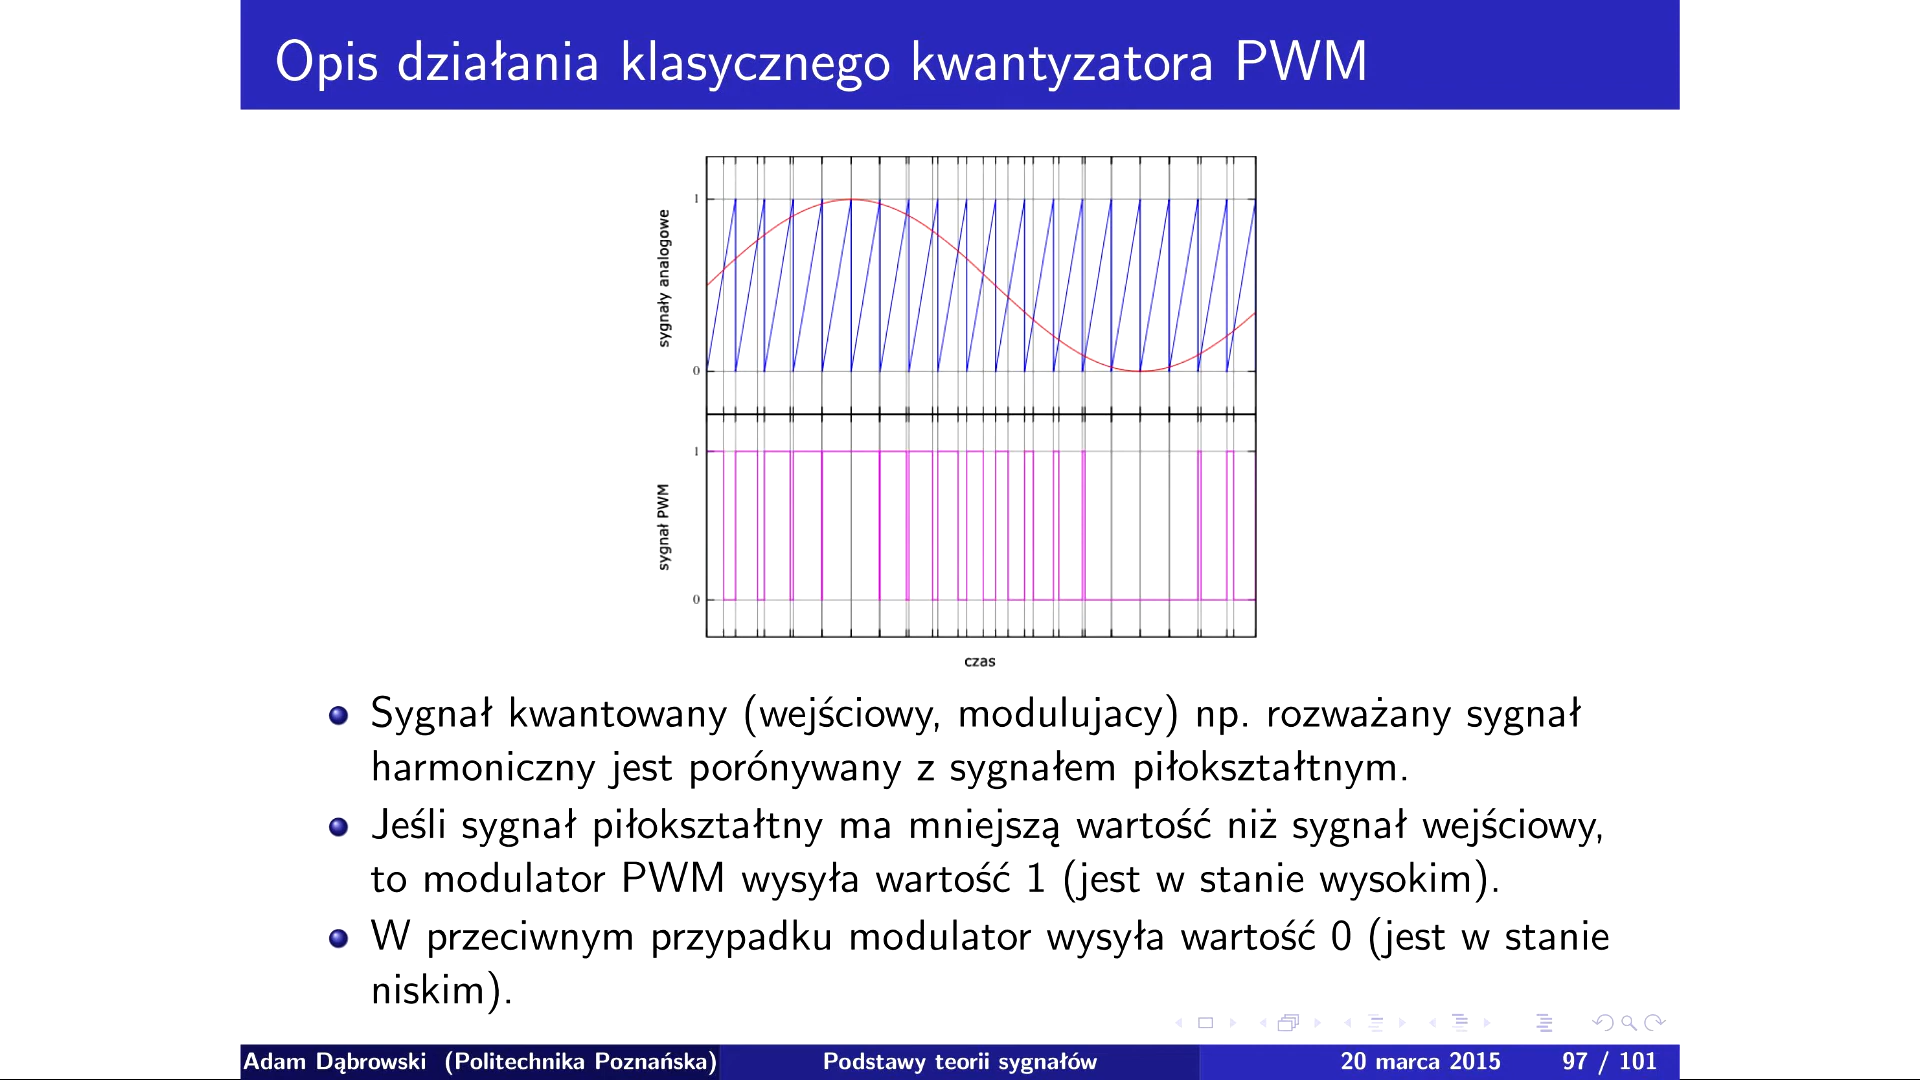 Opis działania klasycznego kwantyzatora PWM
1
sygnały analogowe
0
1
sygnał PWM
0
czas
Sygnał kwantowany (wejściowy, modulujacy) np. rozważany sygnał
harmoniczny jest porónywany z sygnałem piłokształtnym.
Jeśli sygnał piłokształtny ma mniejszą wartość niż sygnał wejściowy,
to modulator PWM wysyła wartość 1 (jest w stanie wysokim).
W przeciwnym przypadku modulator wysyła wartość 0 (jest w stanie
niskim).
Adam Dąbrowski (Politechnika Poznańska) Podstawy teorii sygnałów 20 marca 2015 97 / 101